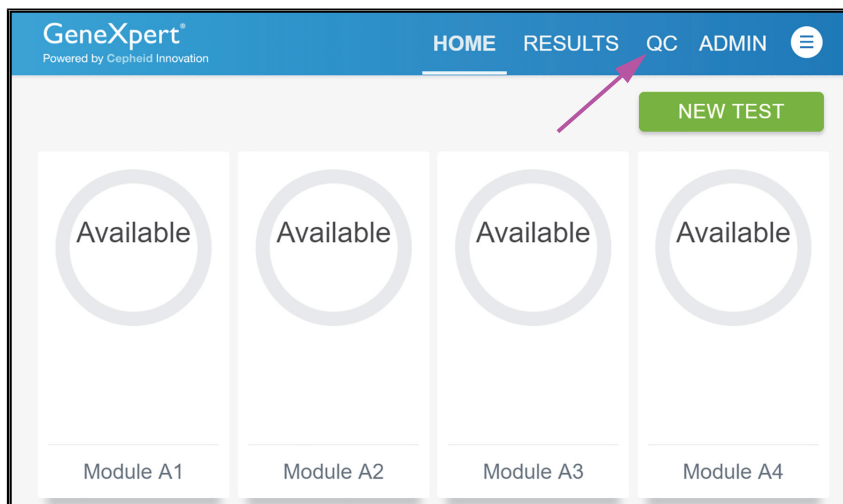 GeneXpert®
Powered by Cepheid Innovation
HOME RESULTS QC ADMIN
NEW TEST
Available Available Available Available
Module A1 Module A2 Module A3 Module A4